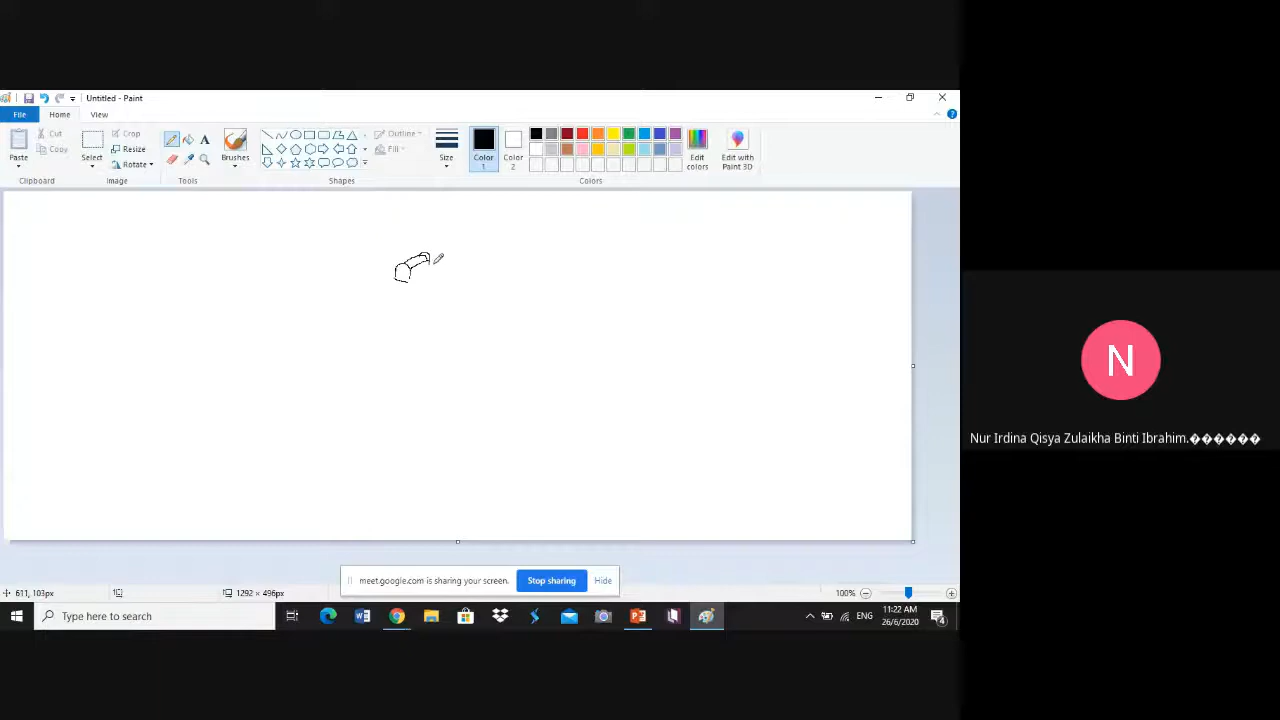 Untitled - Paint
File
Home
View
Paste
Cut
Copy
Clipboard
Select
Crop
Resize
Rotate
Image
A
Tools
Brushes
Outline
Fill
Shapes
Size
Color
1
Color
2
Edit
colors
Edit with
Paint 3D
Colors
N
Nur Irdina Qisya Zulaikha Binti Ibrahim.������
meet.google.com is sharing your screen.
Stop sharing
Hide
611, 103px
1292 × 496px
100%
Type here to search
ENG
11:22 AM
26/6/2020
4